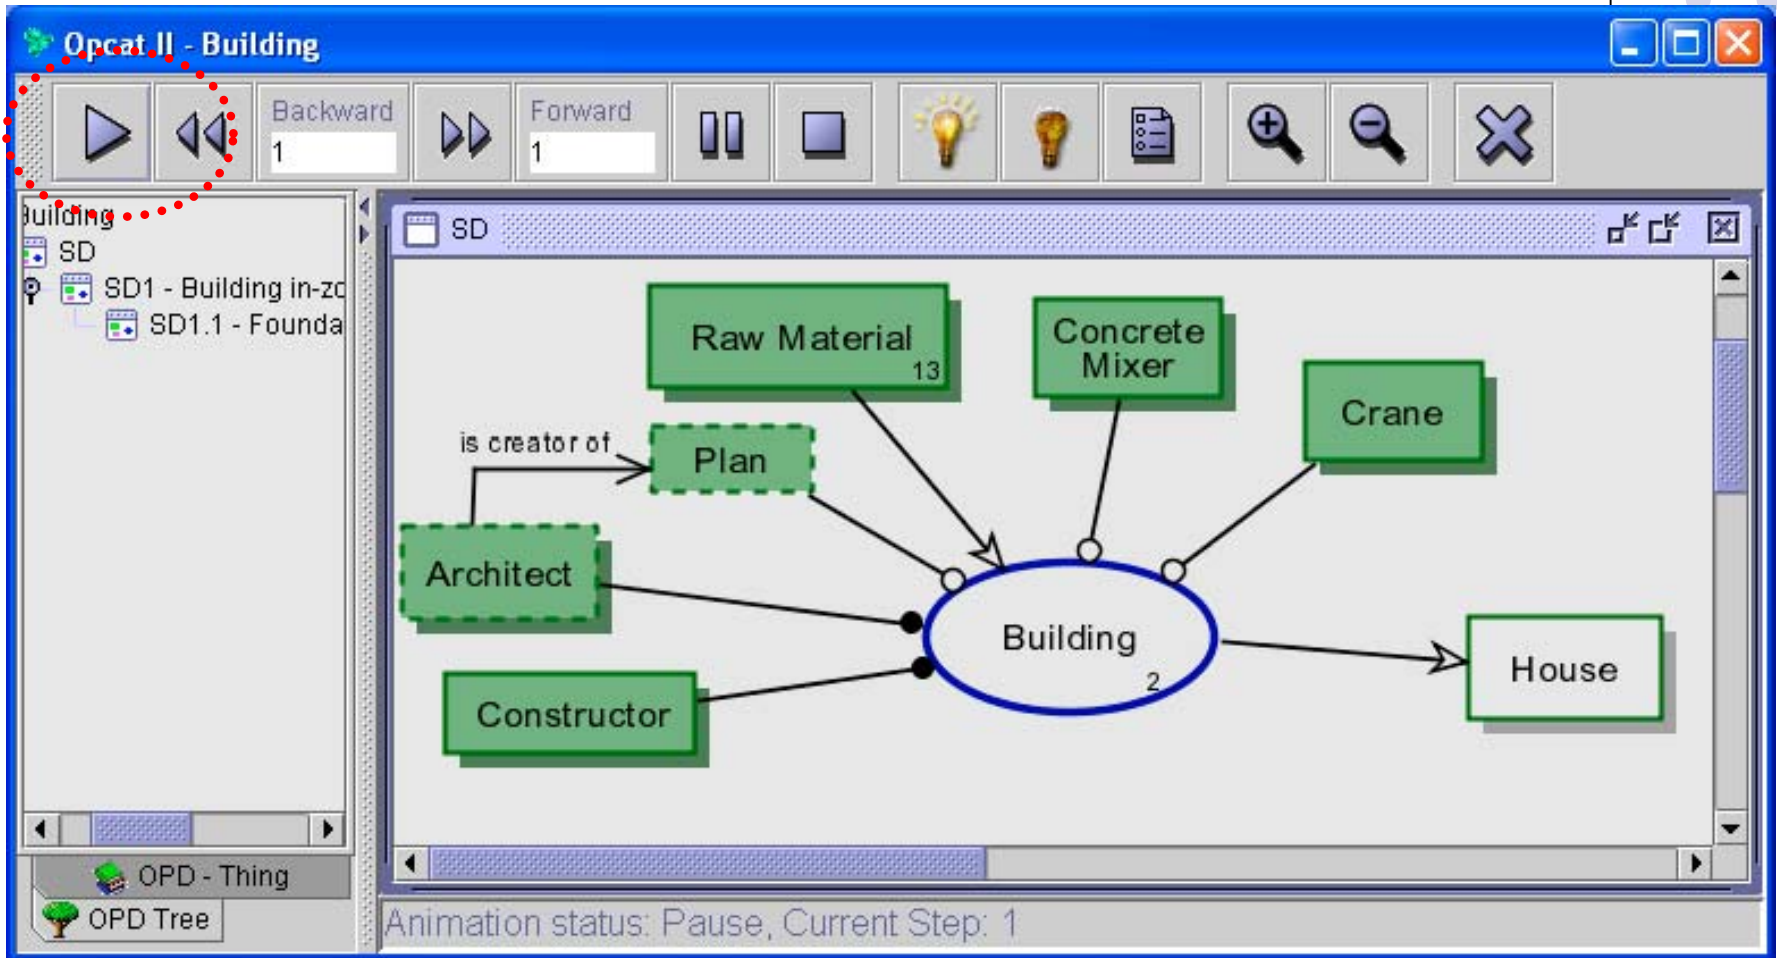 Opcat II - Building
Backward
1
Forward
1
Building
SD
SD1 - Building in-zo
SD1.1 - Founda
OPD - Thing
OPD Tree
SD
Raw Material
13
Concrete
Mixer
Crane
is creator of
Plan
Architect
Constructor
Building
2
House
Animation status: Pause, Current Step: 1